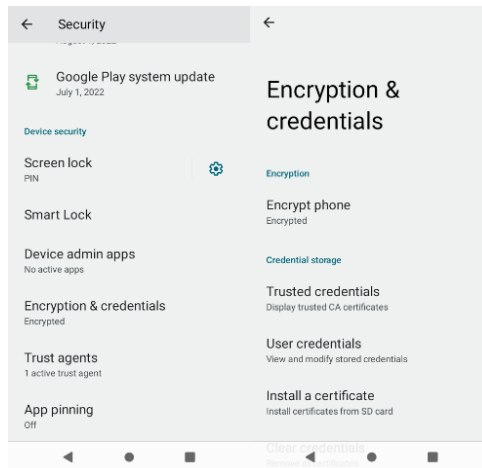 Security
Google Play system update
July 1, 2022
Device security
Screen lock
PIN
Smart Lock
Device admin apps
No active apps
Encryption & credentials
Encrypted
Trust agents
1 active trust agent
App pinning
Off
Encryption &
credentials
Encryption
Encrypt phone
Encrypted
Credential storage
Trusted credentials
Display trusted CA certificates
User credentials
View and modify stored credentials
Install a certificate
Install certificates from SD card
Clear credentials